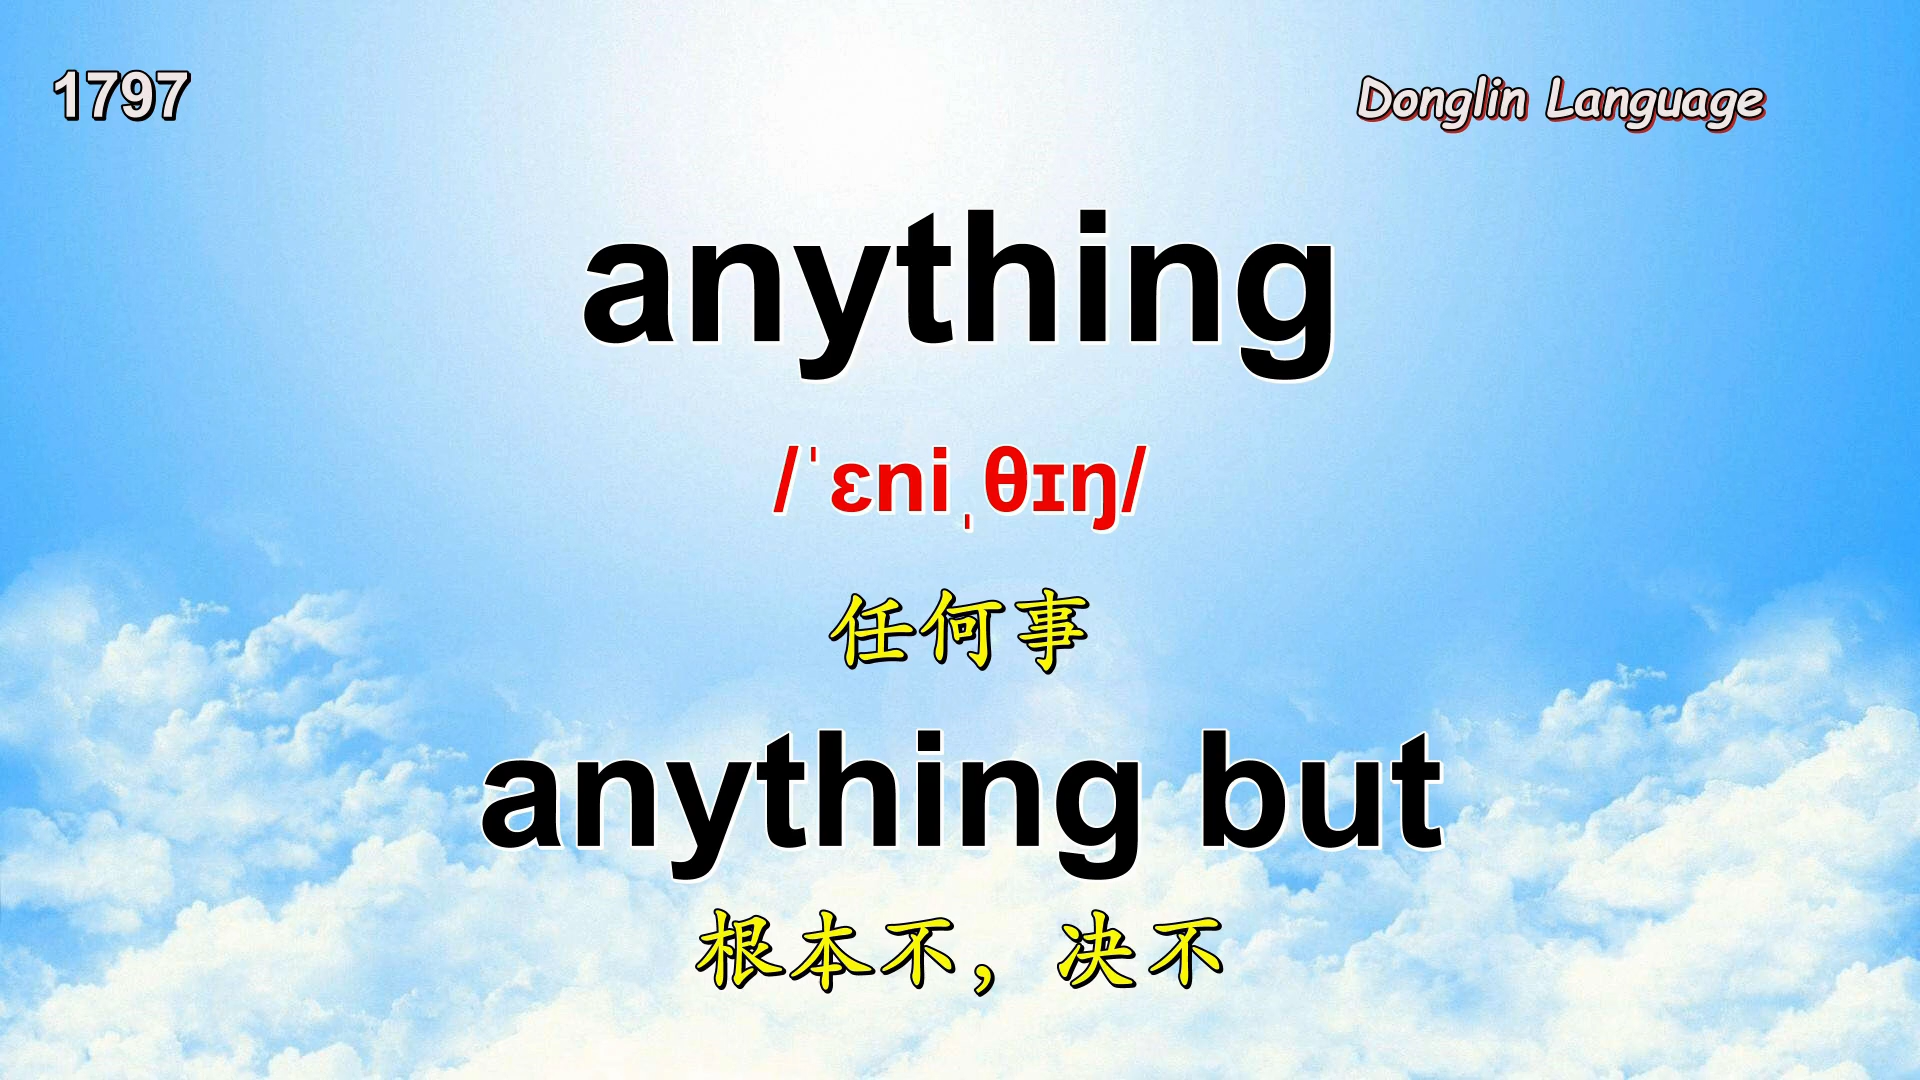 1797
Donglin Language
anything
/ˈɛniˌθɪŋ/
任何事
anything but
根本不，决不